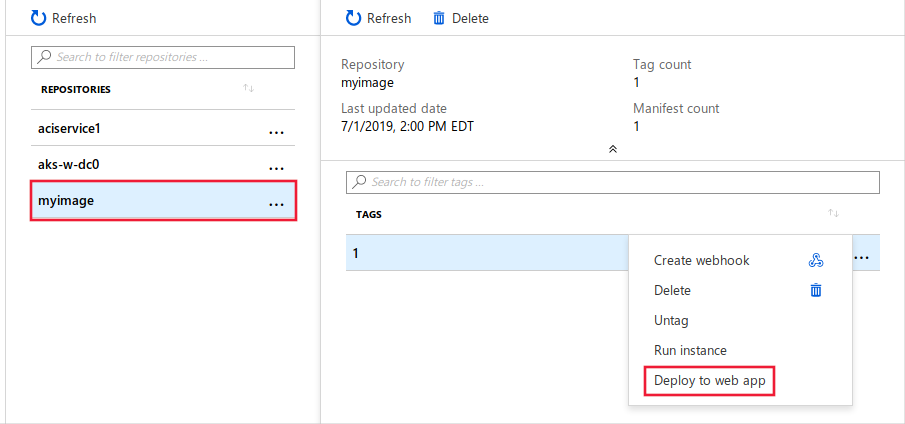 Refresh
Search to filter repositories ...
REPOSITORIES
aciservice1
...
aks-w-dc0
...
myimage
...
Refresh Delete
Repository
myimage
Tag count
1
Last updated date
7/1/2019, 2:00 PM EDT
Manifest count
1
Search to filter tags ...
TAGS
1
...
Create webhook
Delete
Untag
Run instance
Deploy to web app